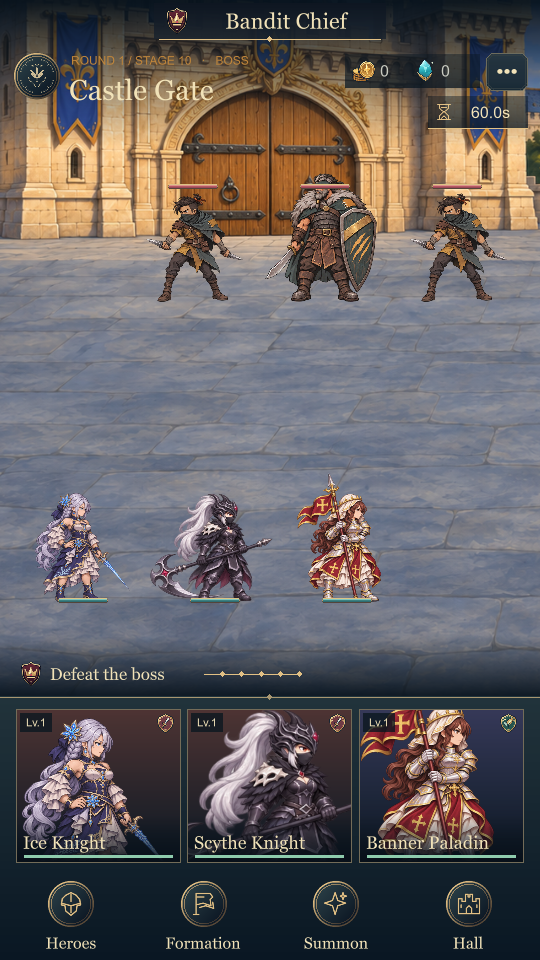 Bandit Chief
ROUND 1 / STAGE 10 BOSS
Castle Gate
0
0
60.0s
Defeat the boss
Lv.1
Lv.1
Lv.1
Ice Knight
Scythe Knight
Banner Paladin
Heroes
Formation
Summon
Hall